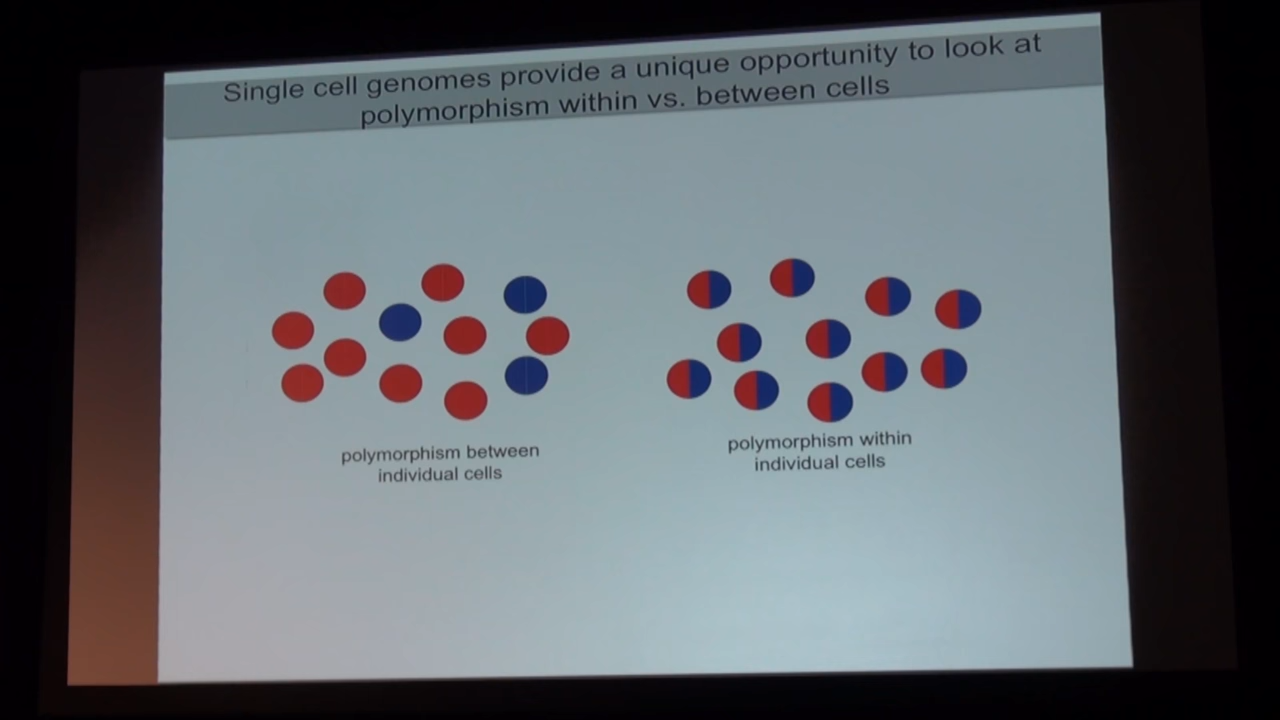 Single cell genomes provide a unique opportunity to look at
polymorphism within vs. between cells
polymorphism between
individual cells
polymorphism within
individual cells